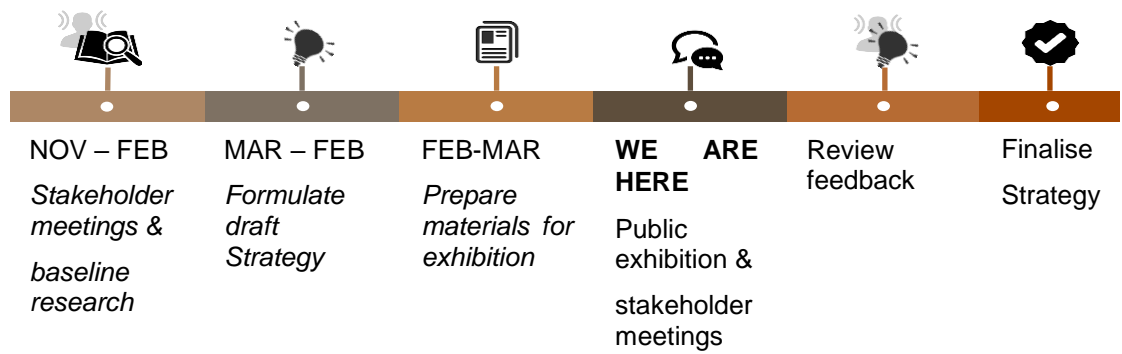 NOV – FEB
Stakeholder
meetings &
baseline
research
MAR – FEB
Formulate
draft
Strategy
FEB-MAR
Prepare
materials for
exhibition
WE ARE
HERE
Public
exhibition &
stakeholder
meetings
Review
feedback
Finalise
Strategy